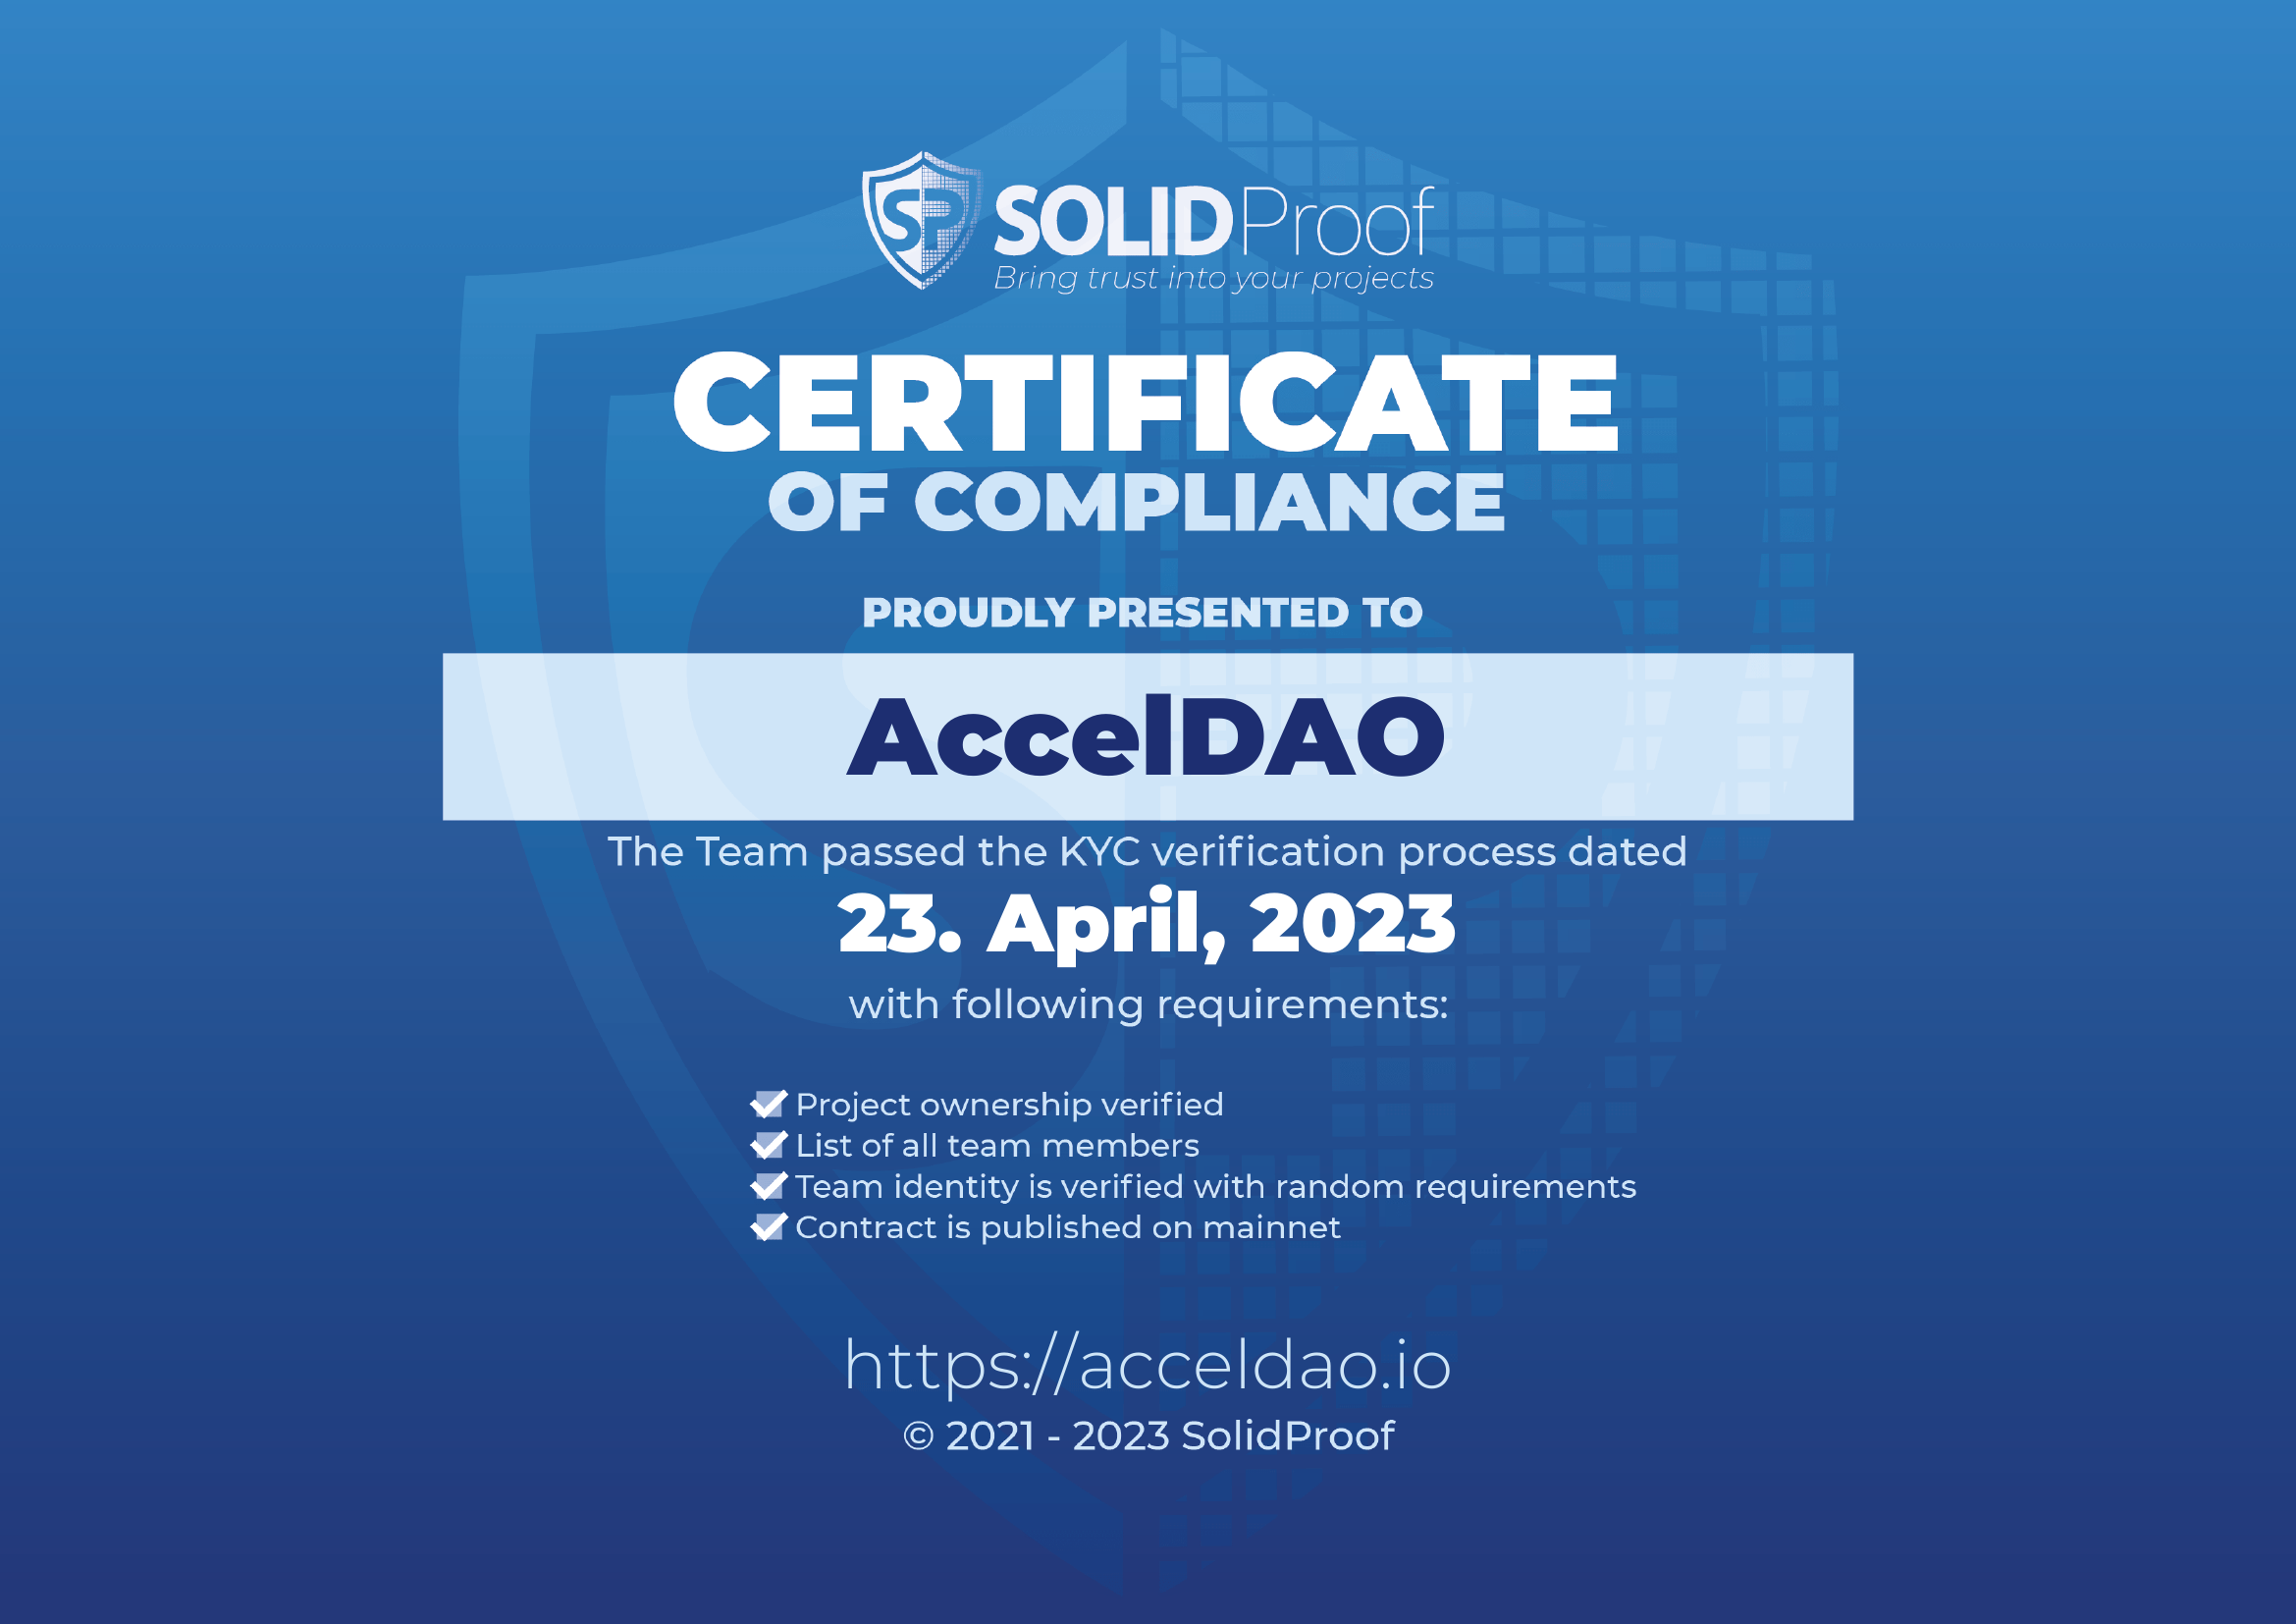 SP
SOLIDProof
Bring trust into your projects
CERTIFICATE
OF COMPLIANCE
PROUDLY PRESENTED TO
AccelDAO
The Team passed the KYC verification process dated
23. April, 2023
with following requirements:
Project ownership verified
List of all team members
Team identity is verified with random requirements
Contract is published on mainnet
https://acceldao.io
© 2021 - 2023 SolidProof